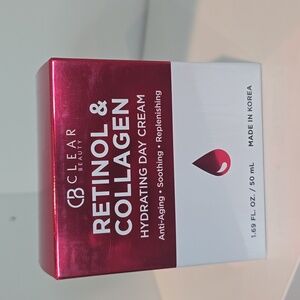 CB CLEAR
BEAUTY
RETINOL &
COLLAGEN
HYDRATING DAY CREAM
Anti-Aging • Soothing • Replenishing
1.69 FL. OZ. / 50 mL
MADE IN KOREA